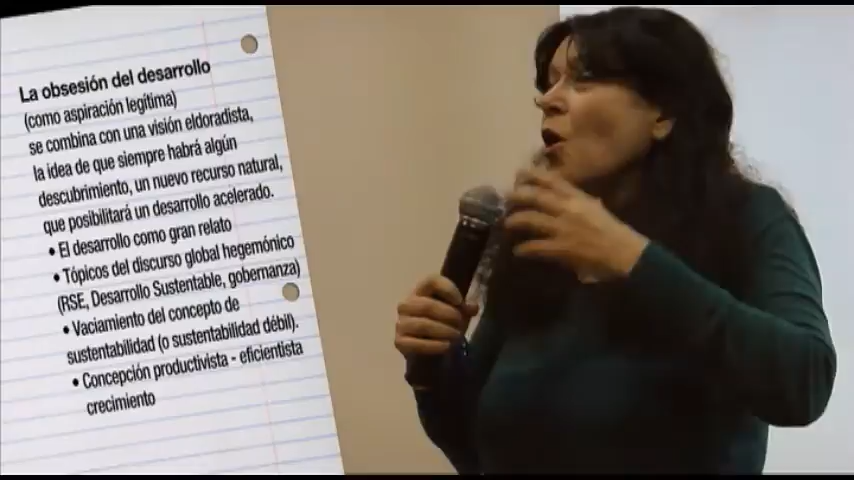 La obsesión del desarrollo
(como aspiración legítima)
se combina con una visión eldoradista,
la idea de que siempre habrá algún
descubrimiento, un nuevo recurso natural,
que posibilitará un desarrollo acelerado.
• El desarrollo como gran relato
• Tópicos del discurso global hegemónico
(RSE, Desarrollo Sustentable, gobernanza)
• Vaciamiento del concepto de
sustentabilidad (o sustentabilidad débil).
• Concepción productivista - eficientista
crecimiento